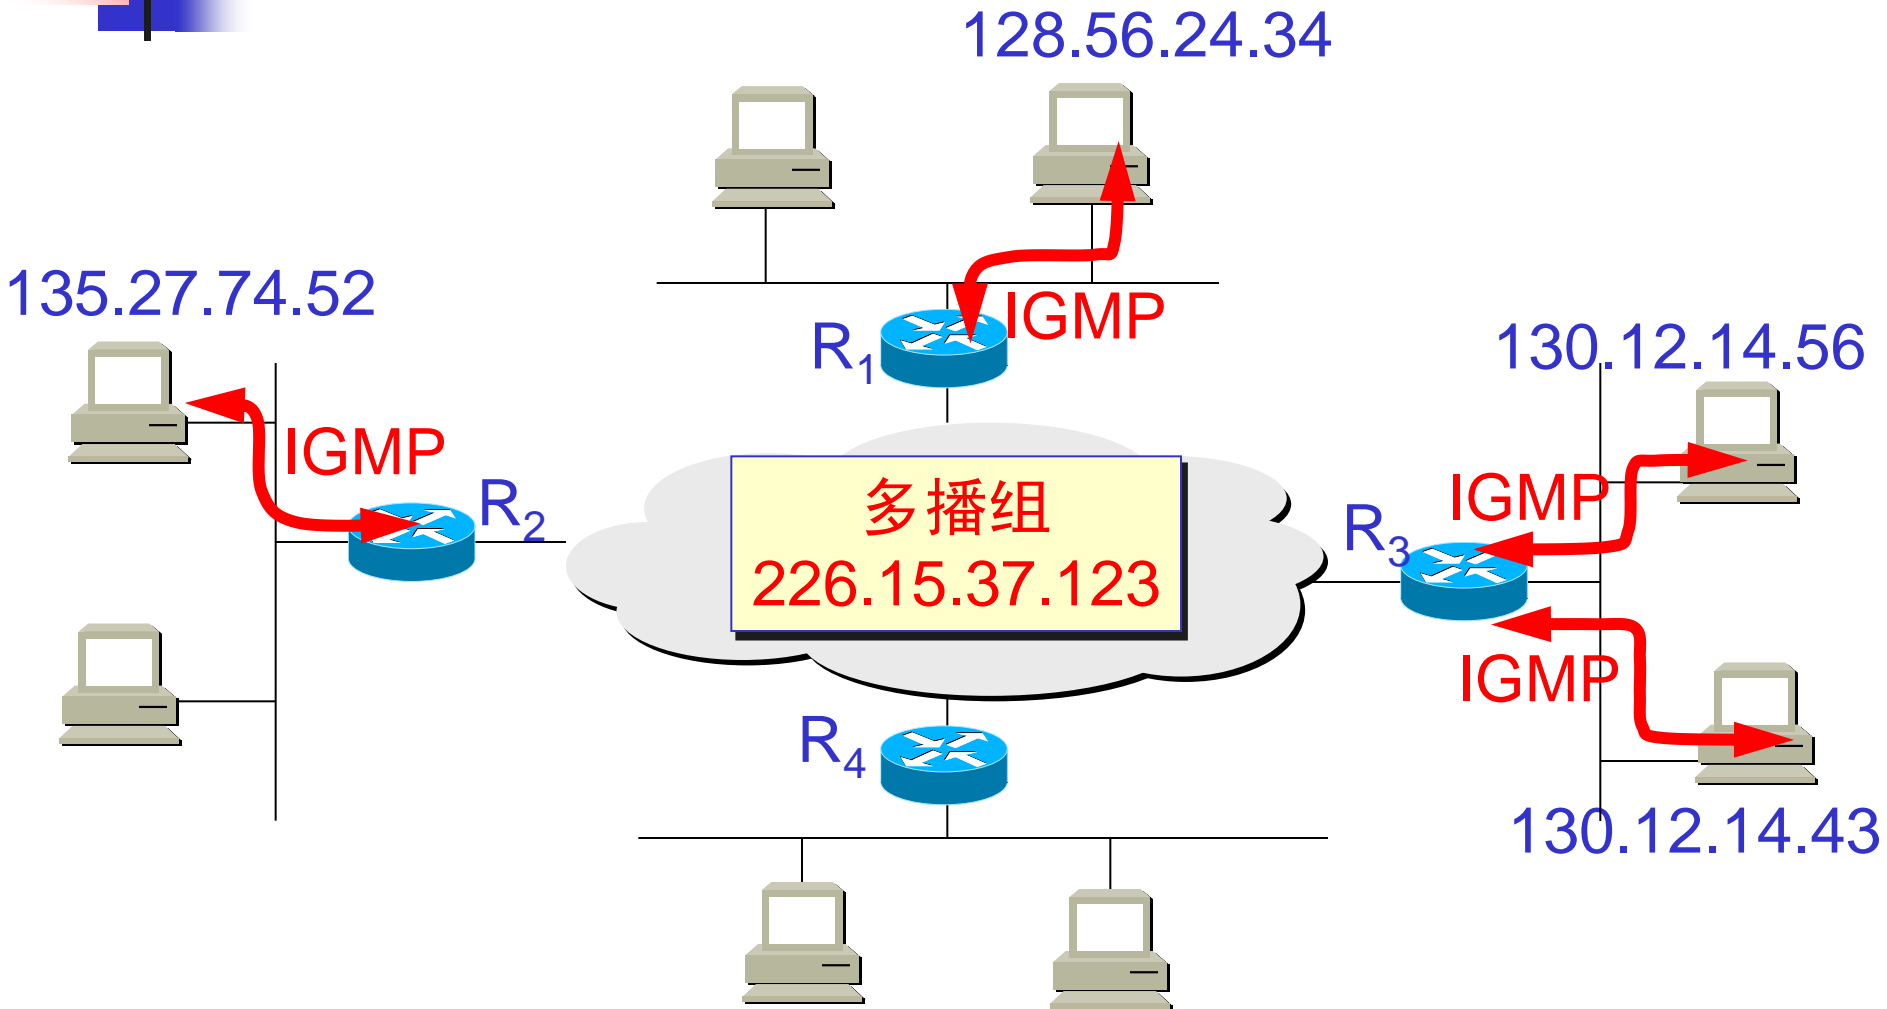 128.56.24.34
135.27.74.52
IGMP
R1
130.12.14.56
IGMP
R2
多播组
226.15.37.123
IGMP
R3
IGMP
R4
130.12.14.43